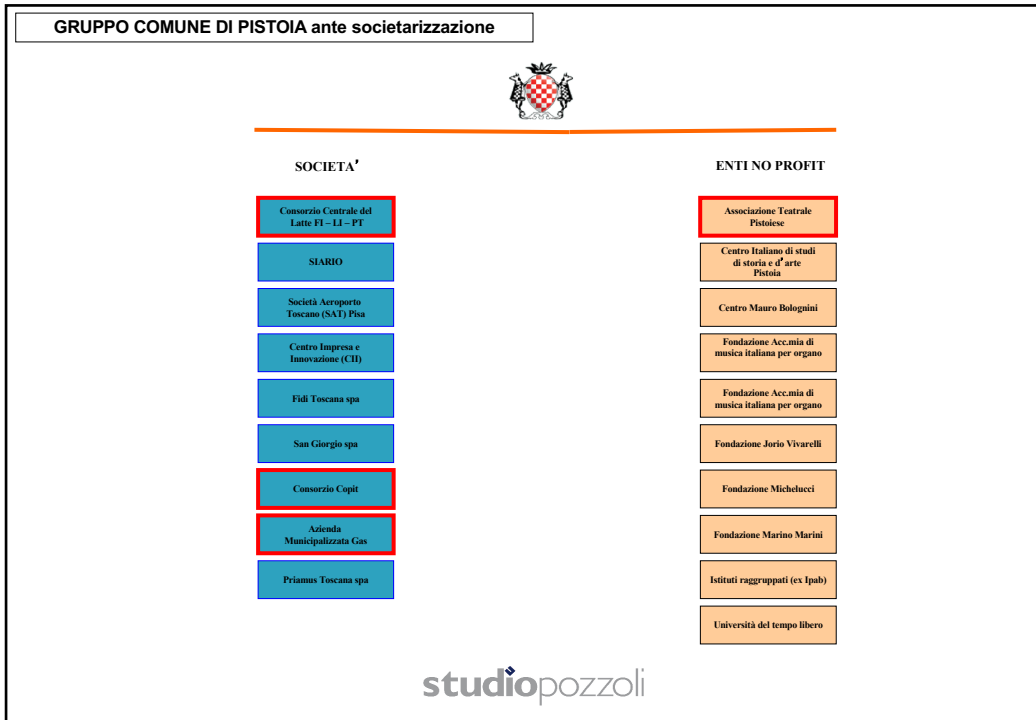 GRUPPO COMUNE DI PISTOIA ante societarizzazione
SOCIETA’
Consorzio Centrale del
Latte FI – LI – PT
SIARIO
Società Aeroporto
Toscano (SAT) Pisa
Centro Impresa e
Innovazione (CII)
Fidi Toscana spa
San Giorgio spa
Consorzio Copit
Azienda
Municipalizzata Gas
Priamus Toscana spa
ENTI NO PROFIT
Associazione Teatrale
Pistoiese
Centro Italiano di studi
di storia e d’arte
Pistoia
Centro Mauro Bolognini
Fondazione Acc.mia di
musica italiana per organo
Fondazione Acc.mia di
musica italiana per organo
Fondazione Jorio Vivarelli
Fondazione Michelucci
Fondazione Marino Marini
Istituti raggruppati (ex Ipab)
Università del tempo libero
studiopozzoli